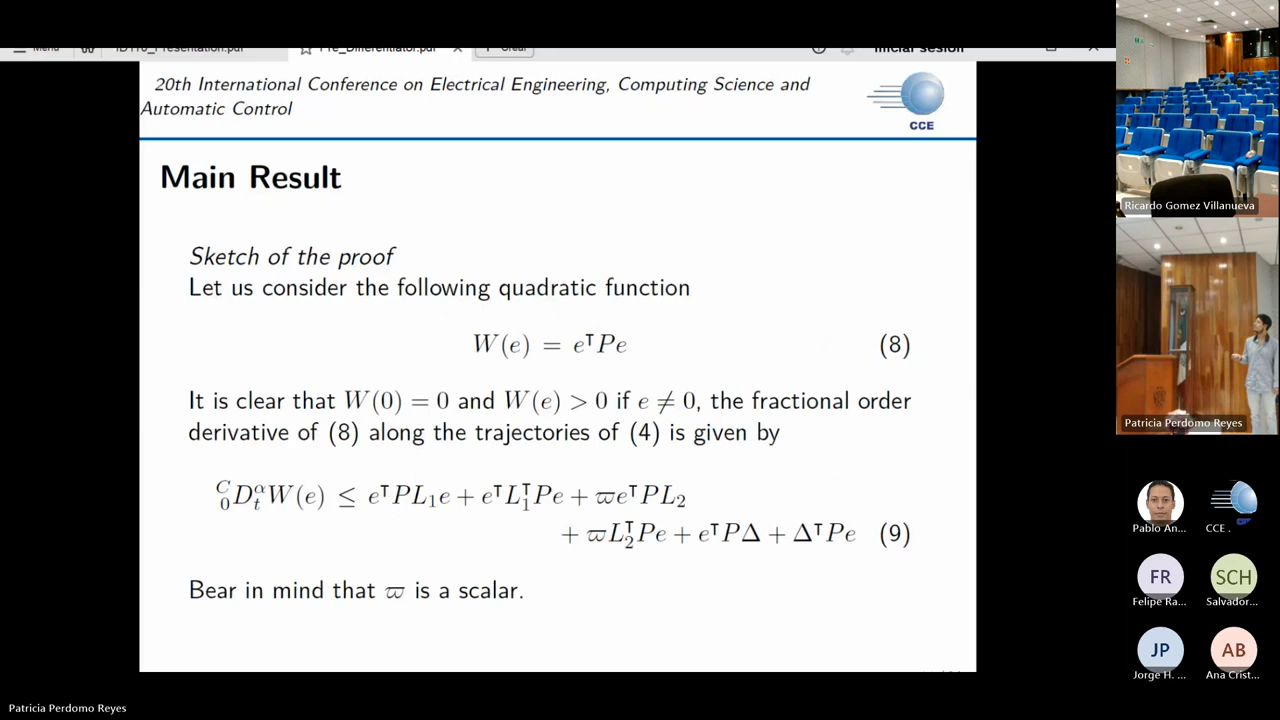 20th International Conference on Electrical Engineering, Computing Science and
Automatic Control
CCE
Main Result
Sketch of the proof
Let us consider the following quadratic function
W(e) = eᵀPe (8)
It is clear that W(0) = 0 and W(e) > 0 if e ≠ 0, the fractional order
derivative of (8) along the trajectories of (4) is given by
₀ᶜDₜᵅW(e) ≤ eᵀPL₁e + eᵀL₁ᵀPe + ϖeᵀPL₂
+ ϖL₂ᵀPe + eᵀPΔ + ΔᵀPe (9)
Bear in mind that ϖ is a scalar.
Ricardo Gomez Villanueva
Patricia Perdomo Reyes
Pablo An...
CCE .
FR
SCH
Felipe Ra...
Salvador...
JP
AB
Jorge H. ...
Ana Crist...
Patricia Perdomo Reyes